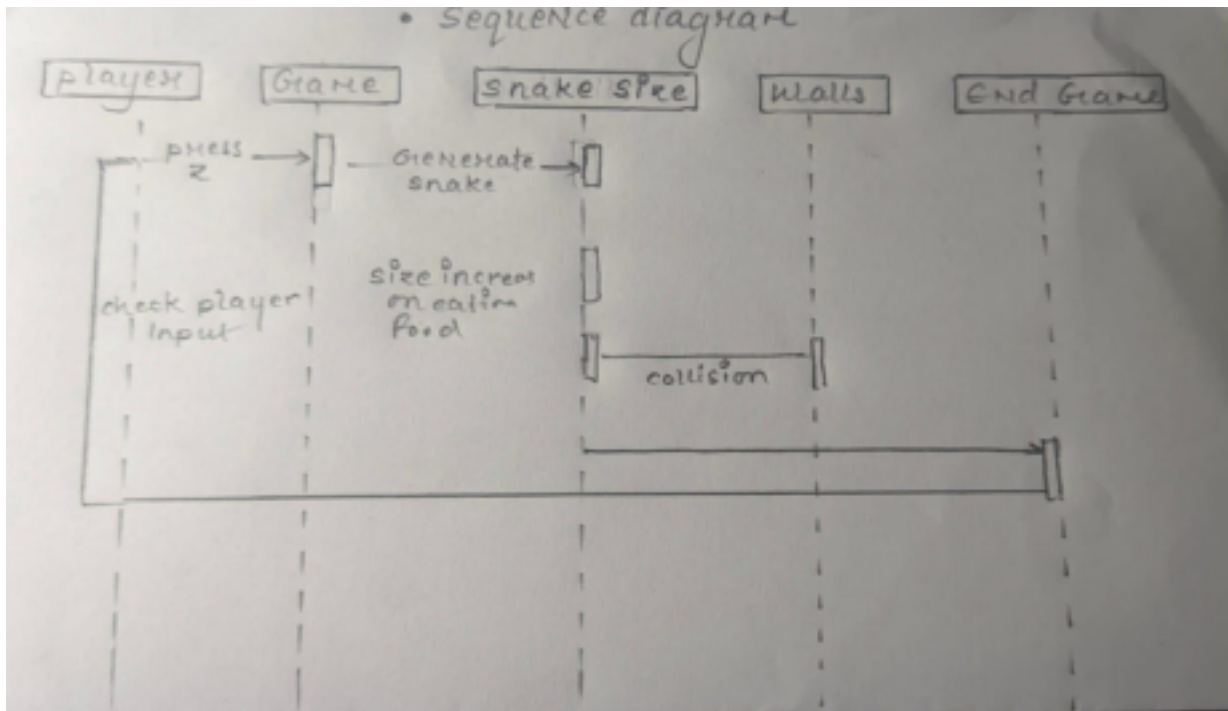 • Sequence diagram
Player
Game
Snake Size
Walls
End Game
press
Z
Generate
snake
size increas
on eatin
food
check player
Input
collision